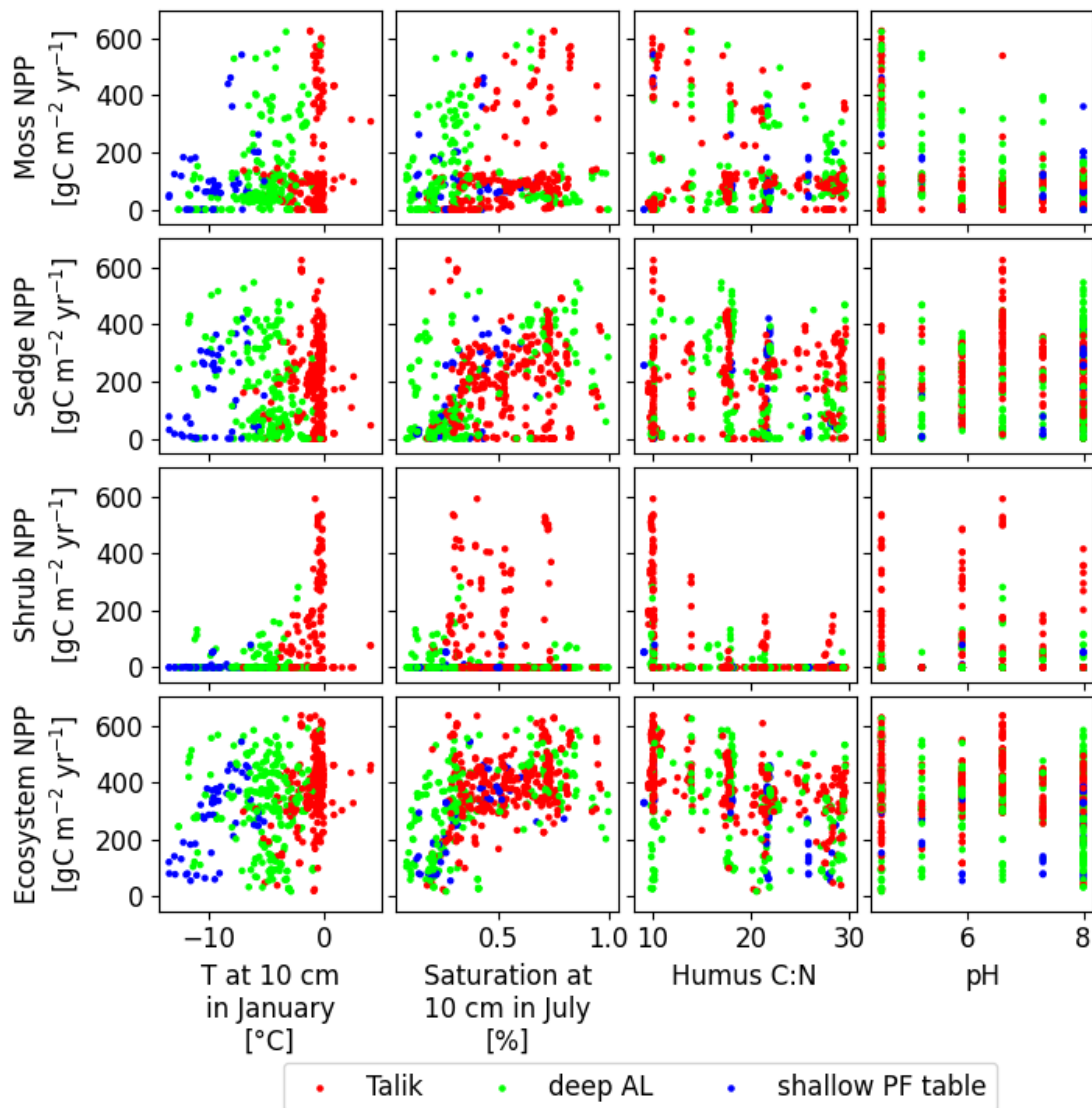 Moss NPP
[gC m⁻² yr⁻¹]
600
400
200
0
Sedge NPP
[gC m⁻² yr⁻¹]
600
400
200
0
Shrub NPP
[gC m⁻² yr⁻¹]
600
400
200
0
Ecosystem NPP
[gC m⁻² yr⁻¹]
600
400
200
0
−10 0 0.5 1.0 10 20 30 6 8
T at 10 cm
in January
[°C]
Saturation at
10 cm in July
[%]
Humus C:N
pH
Talik deep AL shallow PF table